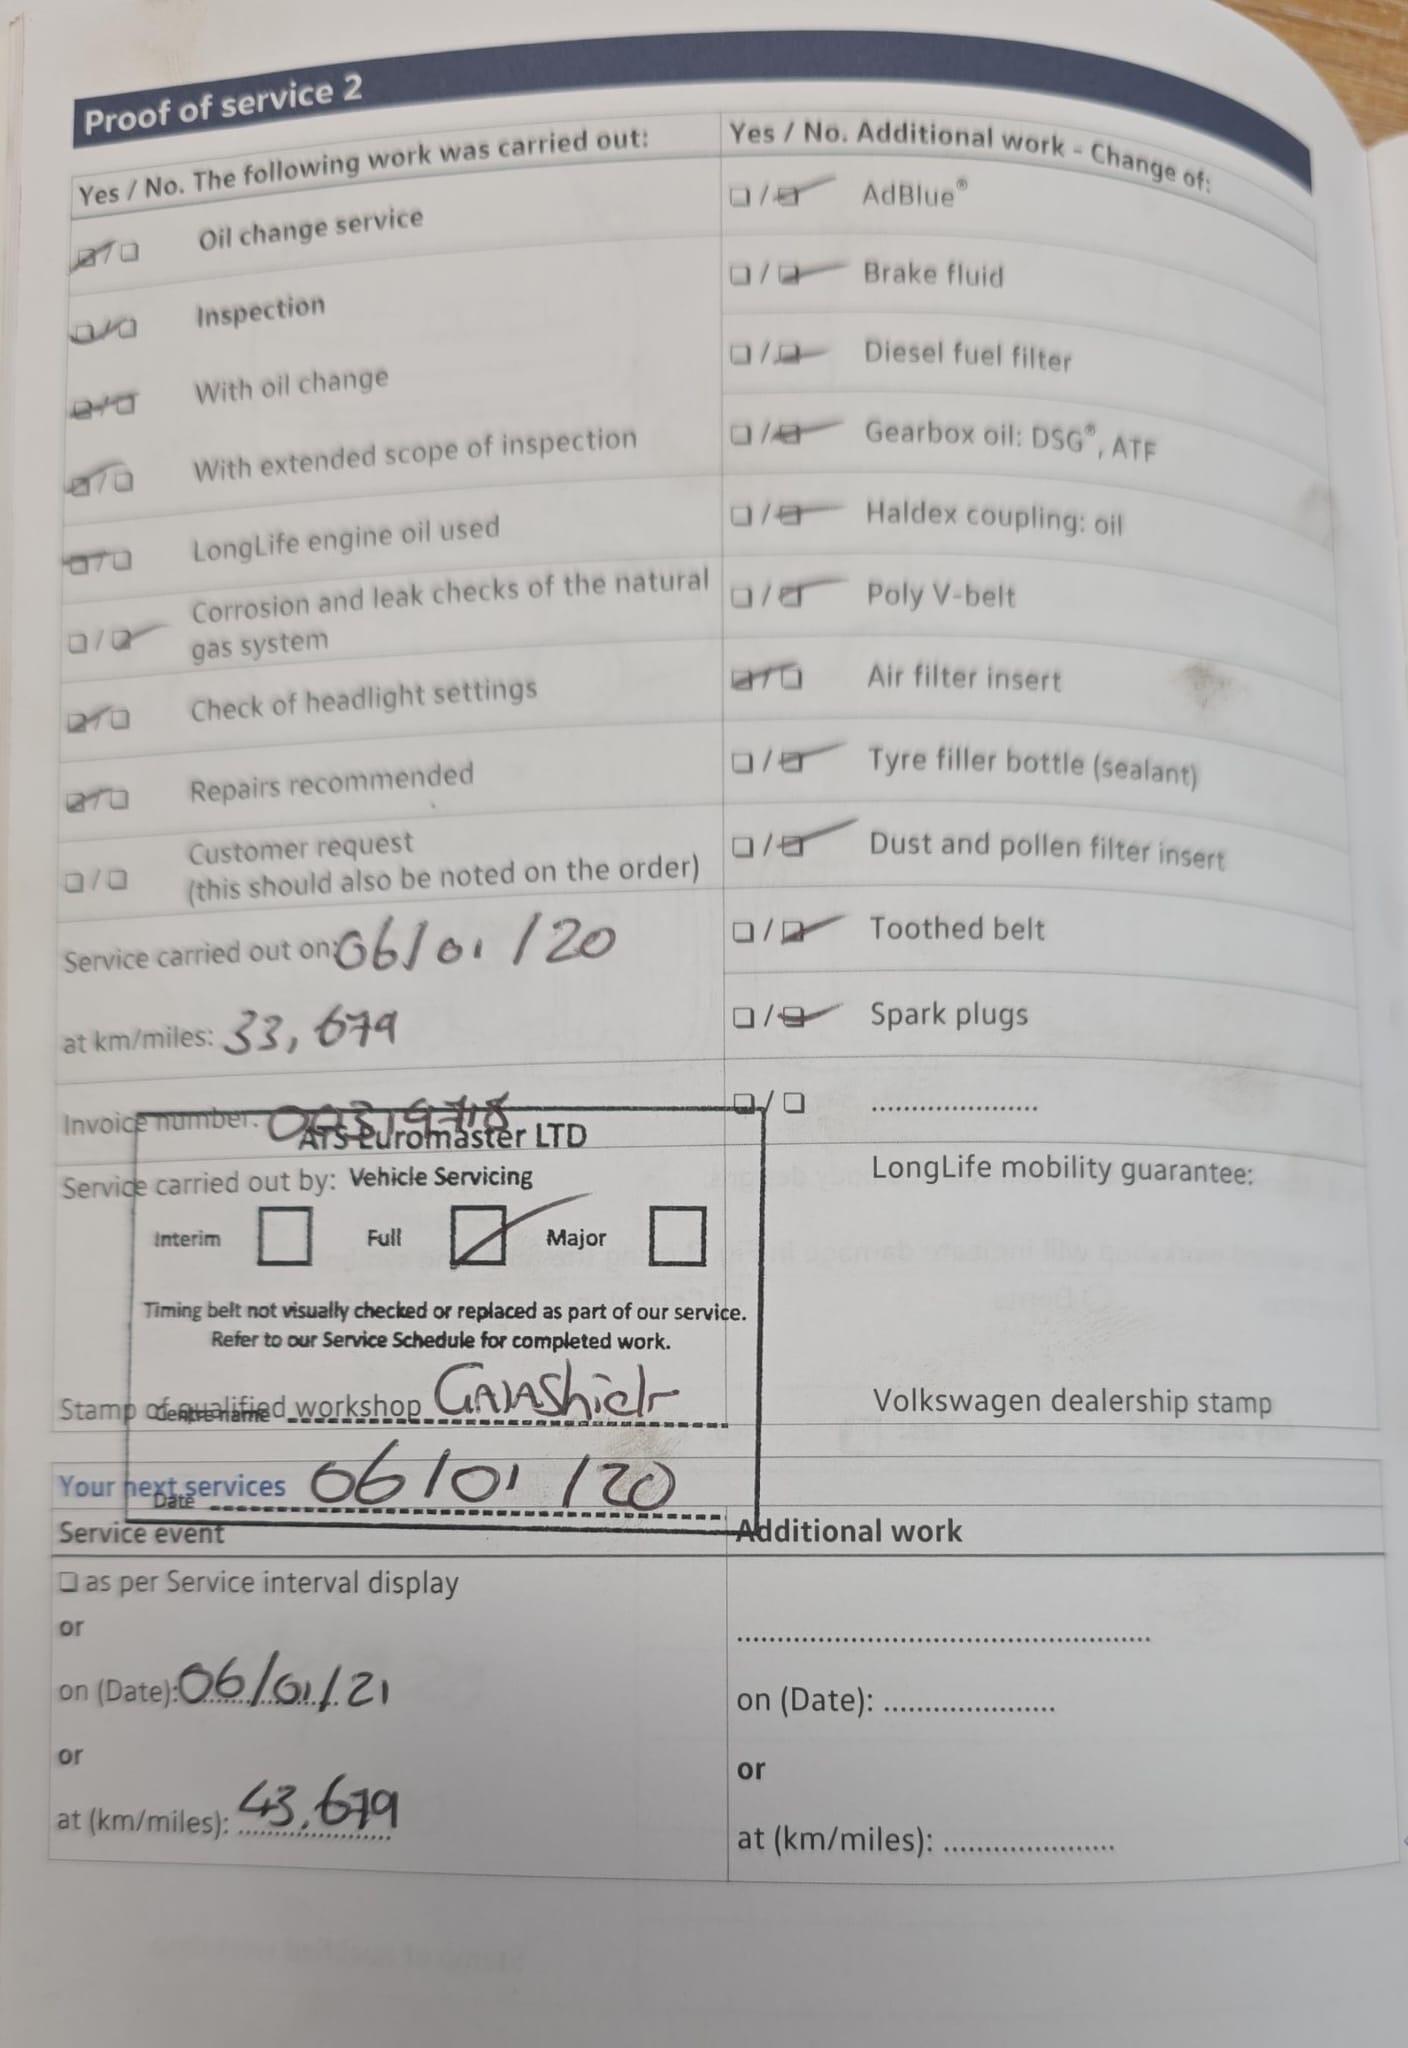 Proof of service 2
Yes / No. The following work was carried out:
Oil change service
Inspection
With oil change
With extended scope of inspection
LongLife engine oil used
Corrosion and leak checks of the natural
gas system
Check of headlight settings
Repairs recommended
Customer request
(this should also be noted on the order)
Service carried out on: 06/01/20
at km/miles: 33,679
Invoice number:
ATS Euromaster LTD
Service carried out by: Vehicle Servicing
Interim Full Major
Timing belt not visually checked or replaced as part of our service.
Refer to our Service Schedule for completed work.
Stamp of qualified workshop
Centre name
Yes / No. Additional work - Change of:
AdBlue®
Brake fluid
Diesel fuel filter
Gearbox oil: DSG®, ATF
Haldex coupling: oil
Poly V-belt
Air filter insert
Tyre filler bottle (sealant)
Dust and pollen filter insert
Toothed belt
Spark plugs
....................
LongLife mobility guarantee:
Volkswagen dealership stamp
Your next services
Date 06/01/20
Service event
as per Service interval display
or
on (Date): 06/01/21
or
at (km/miles): 43,679
Additional work
..................................................
on (Date): ....................
or
at (km/miles): ....................